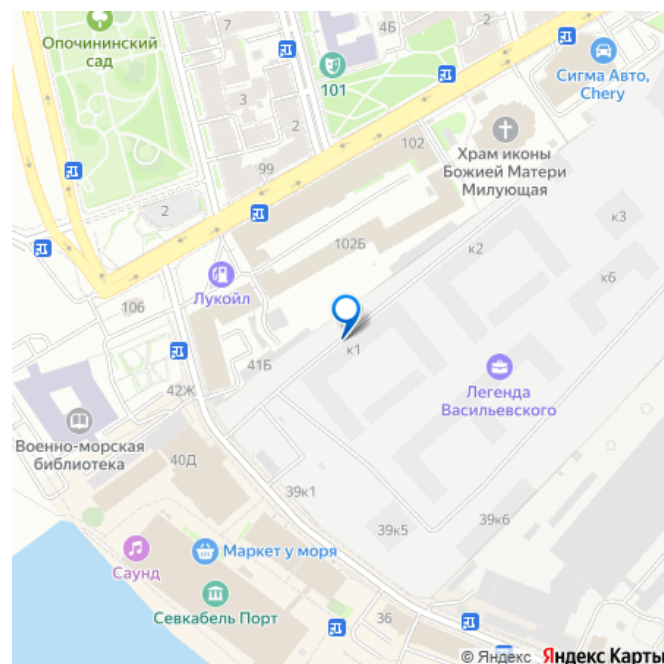 7
4Б
Опочининский
сад
101
Сигма Авто,
Chery
3
2
102
Храм иконы
Божией Матери
Милующая
99
2
к3
102Б
к2
к6
Лукойл
106
к1
41Б
Легенда
Васильевского
42Ж
Военно-морская
библиотека
40Д
39к1
39к5
39к6
Маркет у моря
Саунд
Севкабель Порт
36
© Яндекс Яндекс Карты